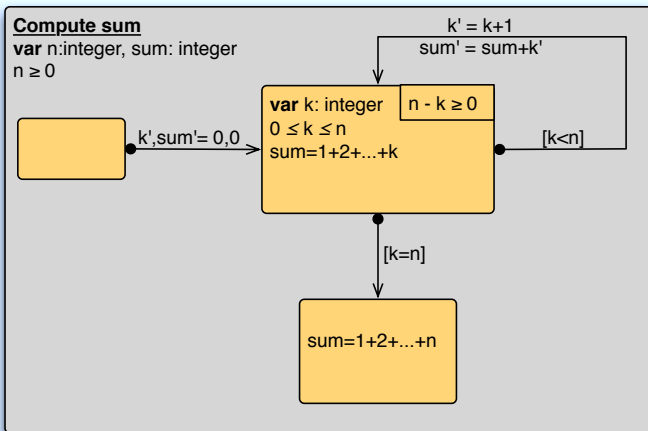 Compute sum
var n:integer, sum: integer
n ≥ 0
k' = k+1
sum' = sum+k'
var k: integer
n - k ≥ 0
0 ≤ k ≤ n
sum=1+2+...+k
k',sum'= 0,0
[k<n]
[k=n]
sum=1+2+...+n